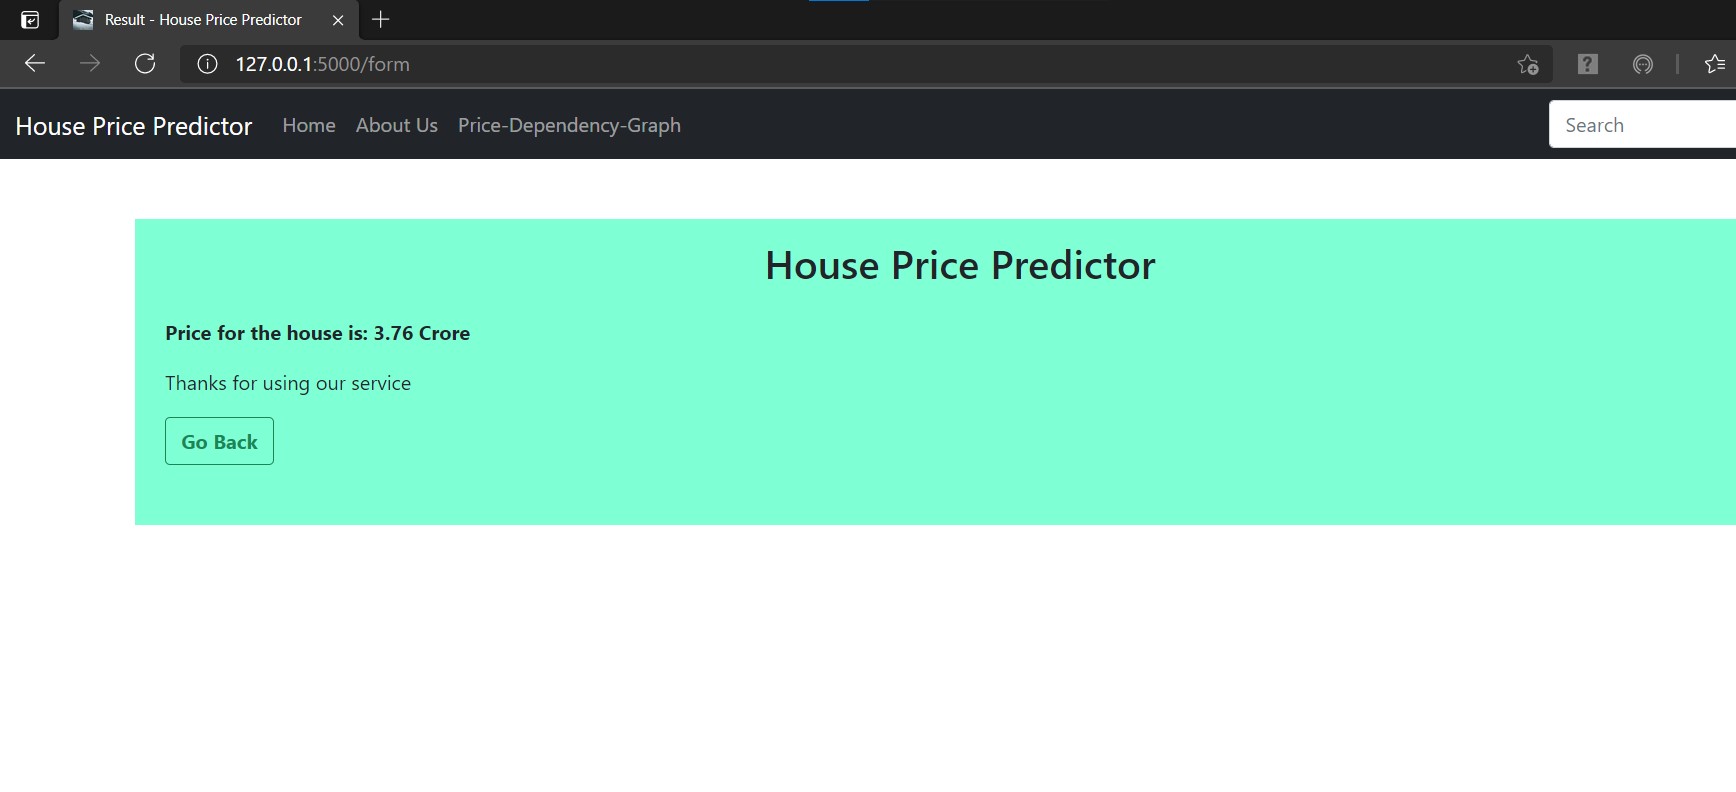 Result - House Price Predictor
127.0.0.1:5000/form
House Price Predictor Home About Us Price-Dependency-Graph Search
House Price Predictor
Price for the house is: 3.76 Crore
Thanks for using our service
Go Back